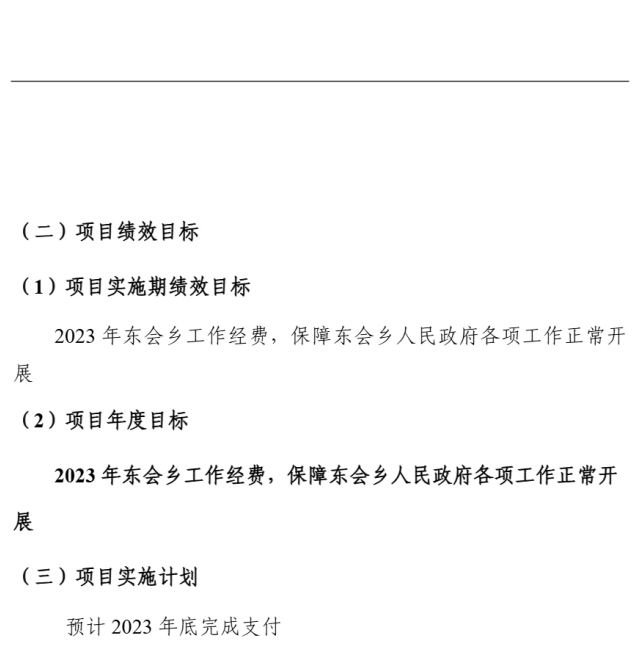 （二）项目绩效目标
（1）项目实施期绩效目标
2023 年东会乡工作经费，保障东会乡人民政府各项工作正常开
展
（2）项目年度目标
2023 年东会乡工作经费，保障东会乡人民政府各项工作正常开
展
（三）项目实施计划
预计 2023 年底完成支付